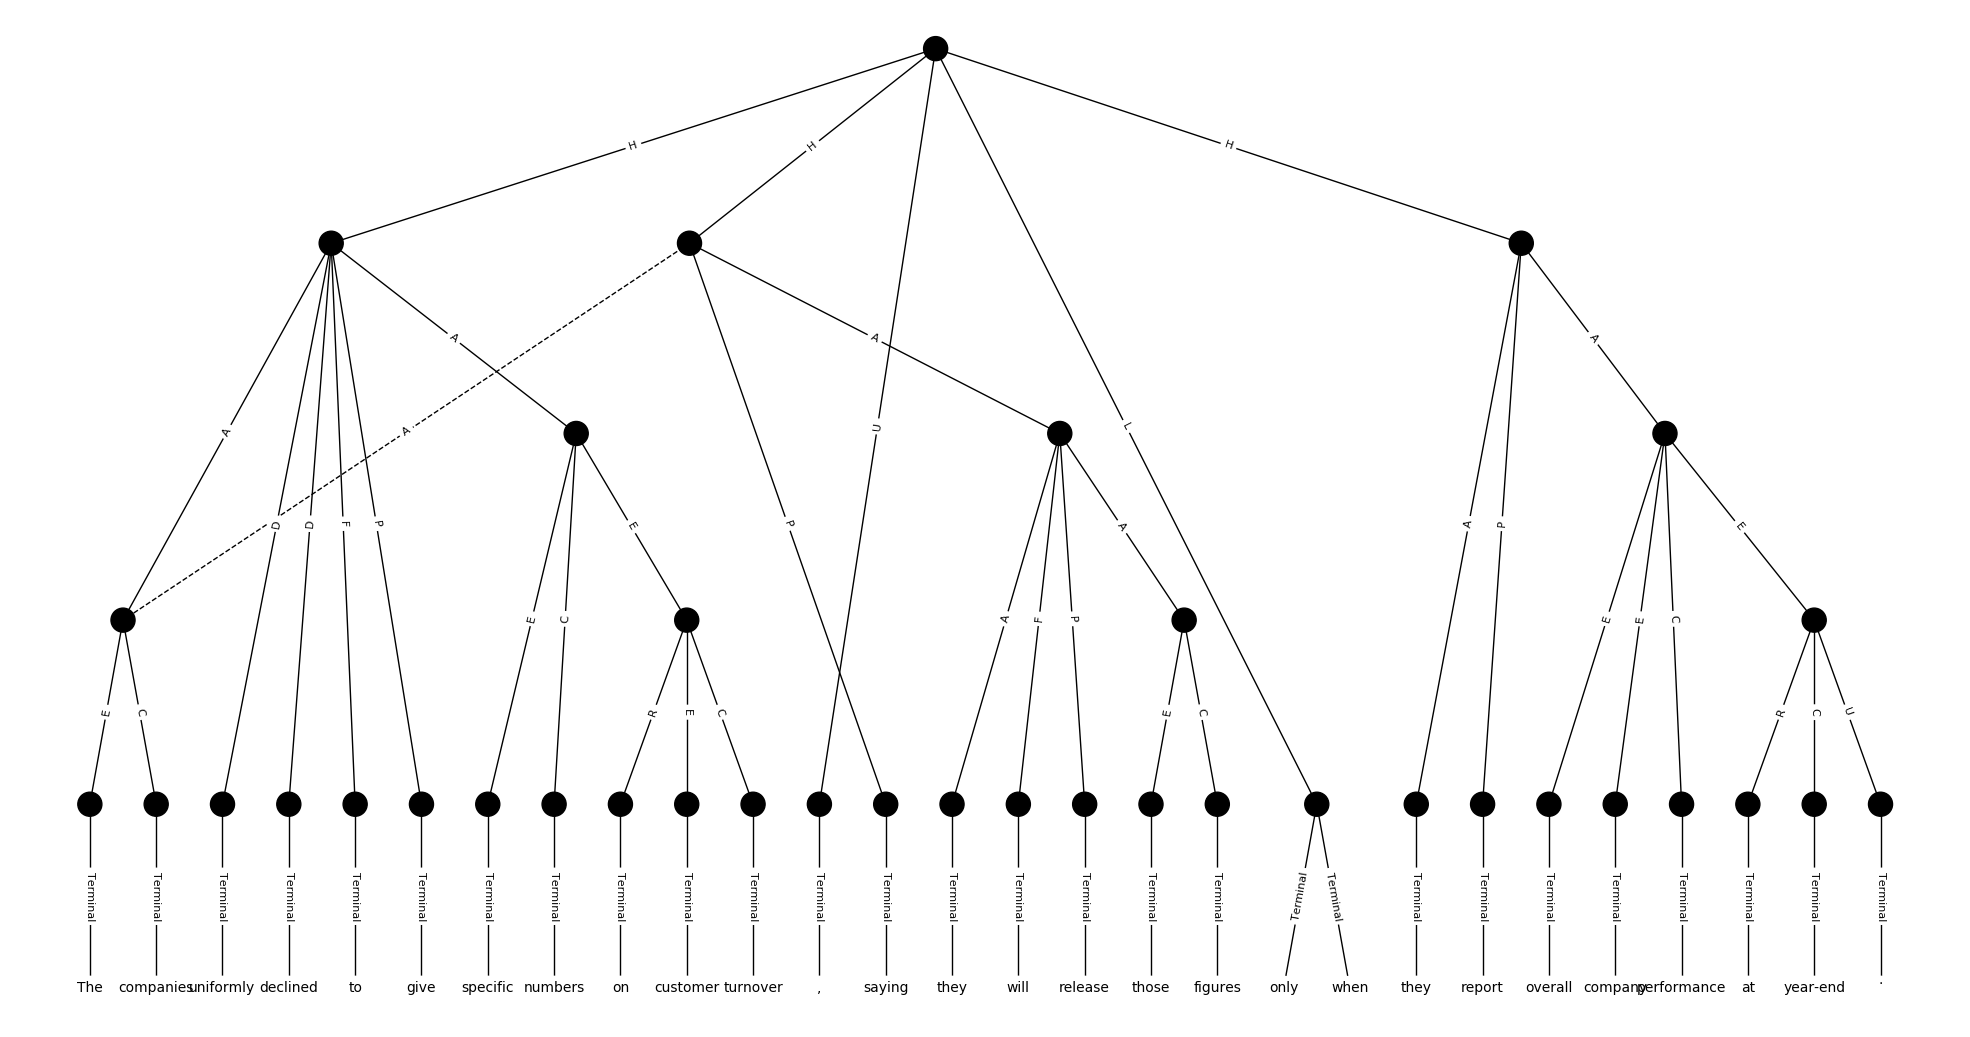 H H H
A A A
A A U L
D D F P E P A A P E
E C A F P E E C
E C R E C E C R C U
Terminal Terminal Terminal Terminal Terminal Terminal Terminal Terminal Terminal Terminal Terminal Terminal Terminal Terminal Terminal Terminal Terminal Terminal Terminal Terminal Terminal Terminal Terminal Terminal Terminal Terminal Terminal Terminal
The companies uniformly declined to give specific numbers on customer turnover , saying they will release those figures only when they report overall company performance at year-end .